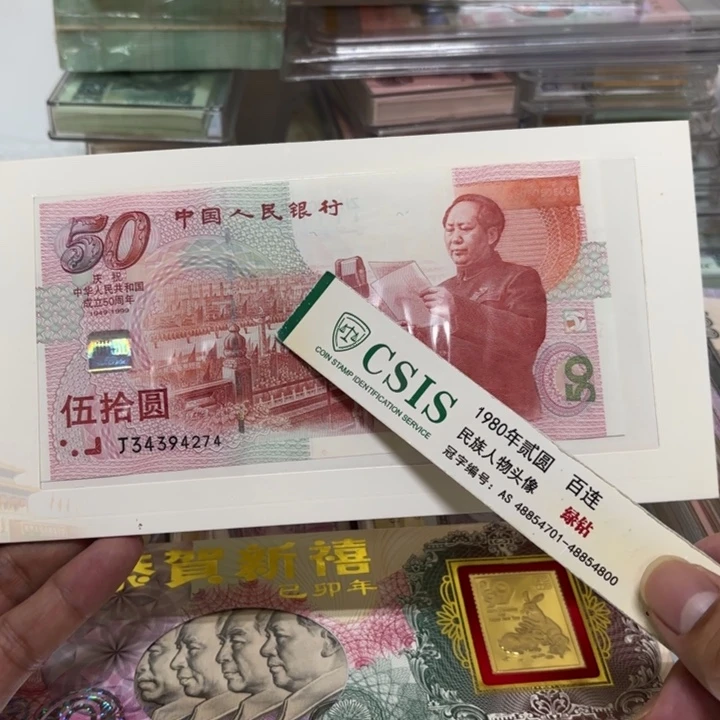 50
中国人民银行
庆祝
中华人民共和国
成立50周年
1949-1999
伍拾圆
J34394274
50
CSIS
COIN STAMP IDENTIFICATION SERVICE
1980年贰圆 百连
民族人物头像 绿钻
冠字编号：AS 48854701-48854800
恭賀新禧
己卯年